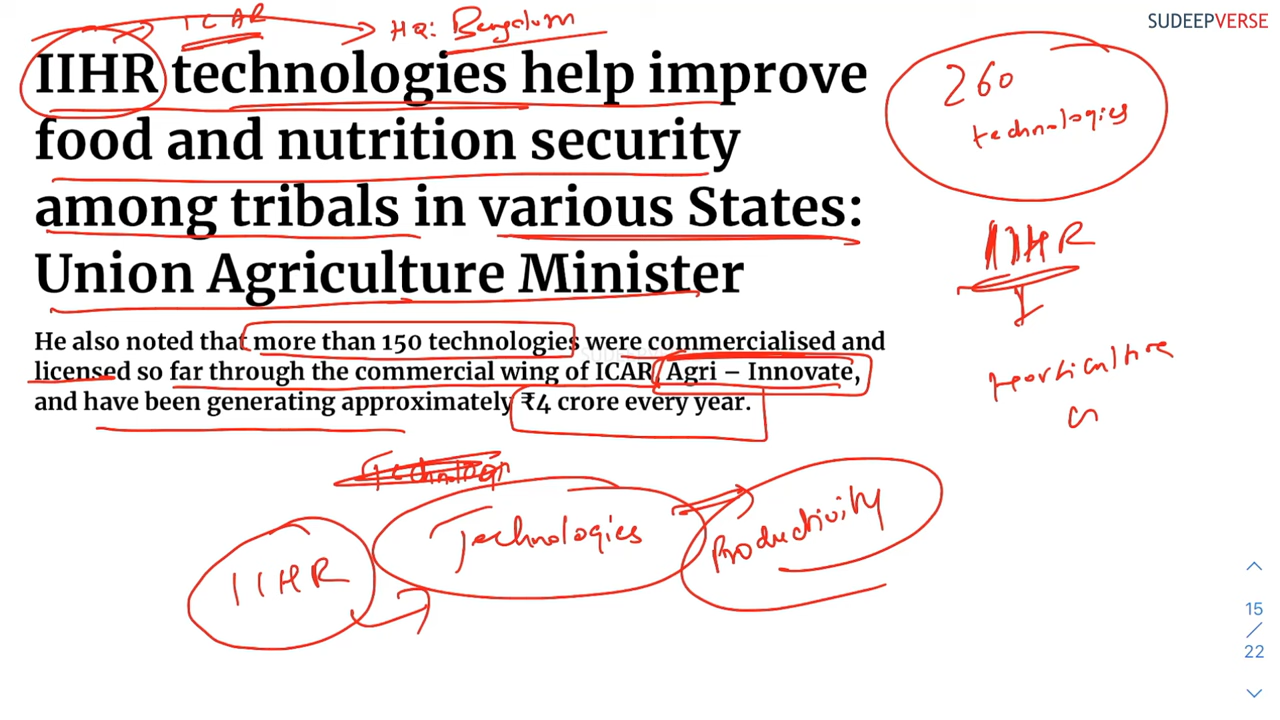 SUDEEPVERSE
ICAR
HQ: Bengaluru
IIHR technologies help improve
food and nutrition security
among tribals in various States:
Union Agriculture Minister
260
technologies
IIHR
He also noted that more than 150 technologies were commercialised and
licensed so far through the commercial wing of ICAR, Agri – Innovate,
and have been generating approximately ₹4 crore every year.
Horticulture
IIHR
Technologies
Productivity
15
/
22